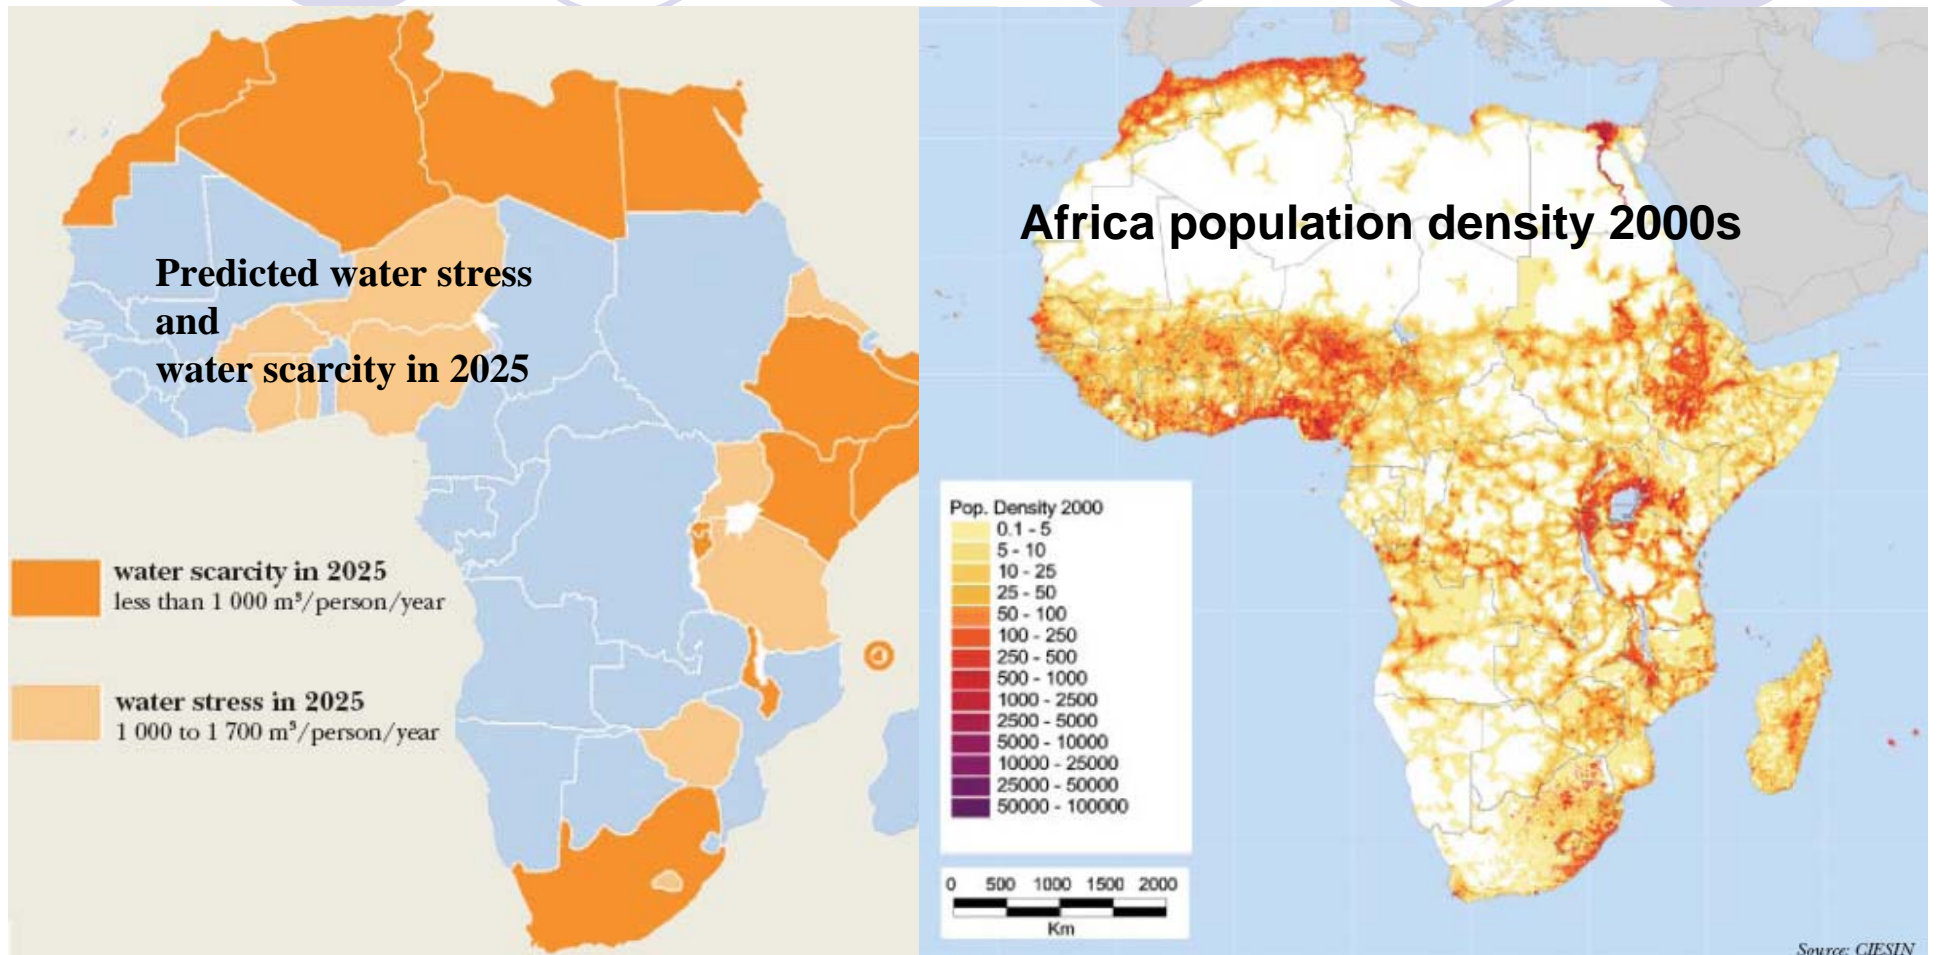 Predicted water stress
and
water scarcity in 2025
water scarcity in 2025
less than 1 000 m³/person/year
water stress in 2025
1 000 to 1 700 m³/person/year
Africa population density 2000s
Pop. Density 2000
0.1 - 5
5 - 10
10 - 25
25 - 50
50 - 100
100 - 250
250 - 500
500 - 1000
1000 - 2500
2500 - 5000
5000 - 10000
10000 - 25000
25000 - 50000
50000 - 100000
0 500 1000 1500 2000
Km
Source: CIESIN